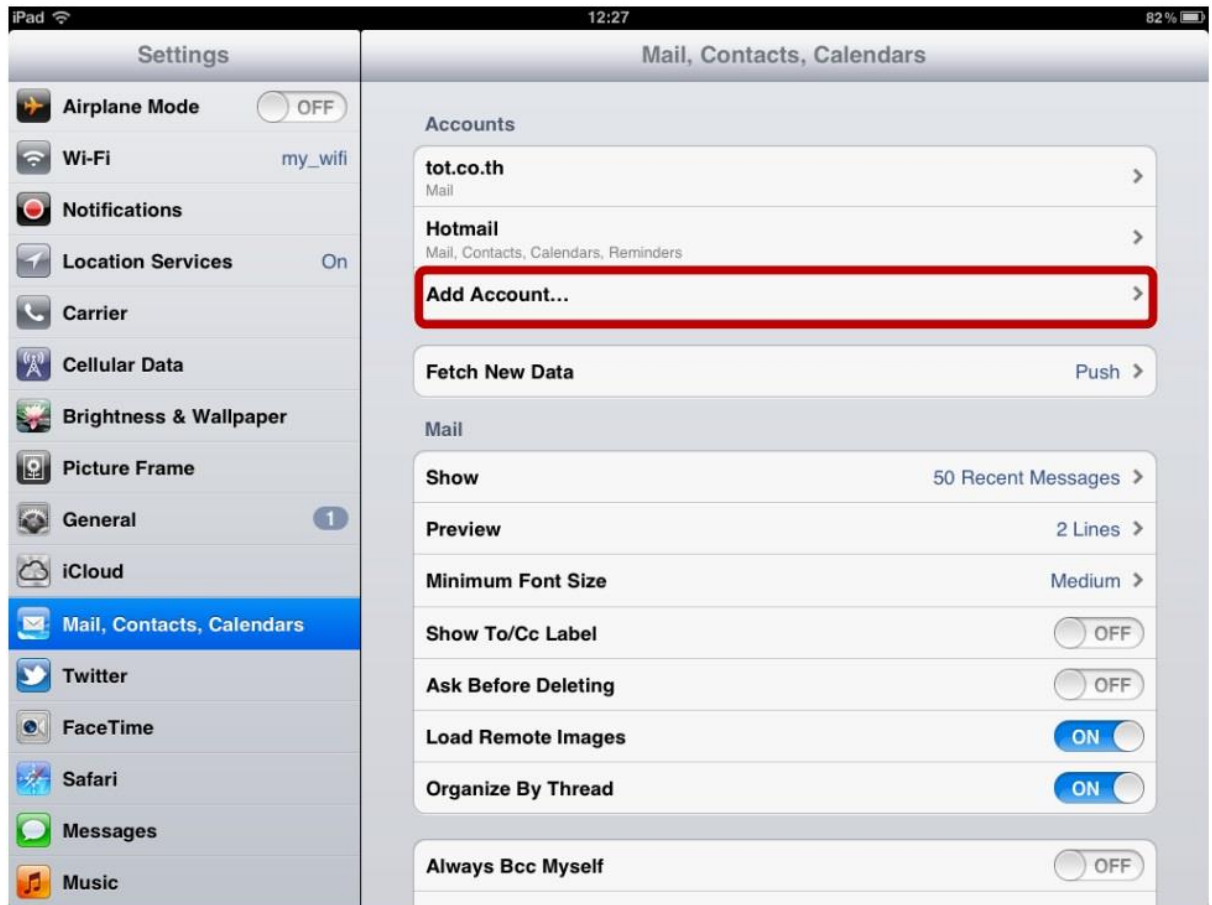 iPad 12:27 82%
Settings
Airplane Mode OFF
Wi-Fi my_wifi
Notifications
Location Services On
Carrier
Cellular Data
Brightness & Wallpaper
Picture Frame
General 1
iCloud
Mail, Contacts, Calendars
Twitter
FaceTime
Safari
Messages
Music
Mail, Contacts, Calendars
Accounts
tot.co.th
Mail
Hotmail
Mail, Contacts, Calendars, Reminders
Add Account...
Fetch New Data Push
Mail
Show 50 Recent Messages
Preview 2 Lines
Minimum Font Size Medium
Show To/Cc Label OFF
Ask Before Deleting OFF
Load Remote Images ON
Organize By Thread ON
Always Bcc Myself OFF